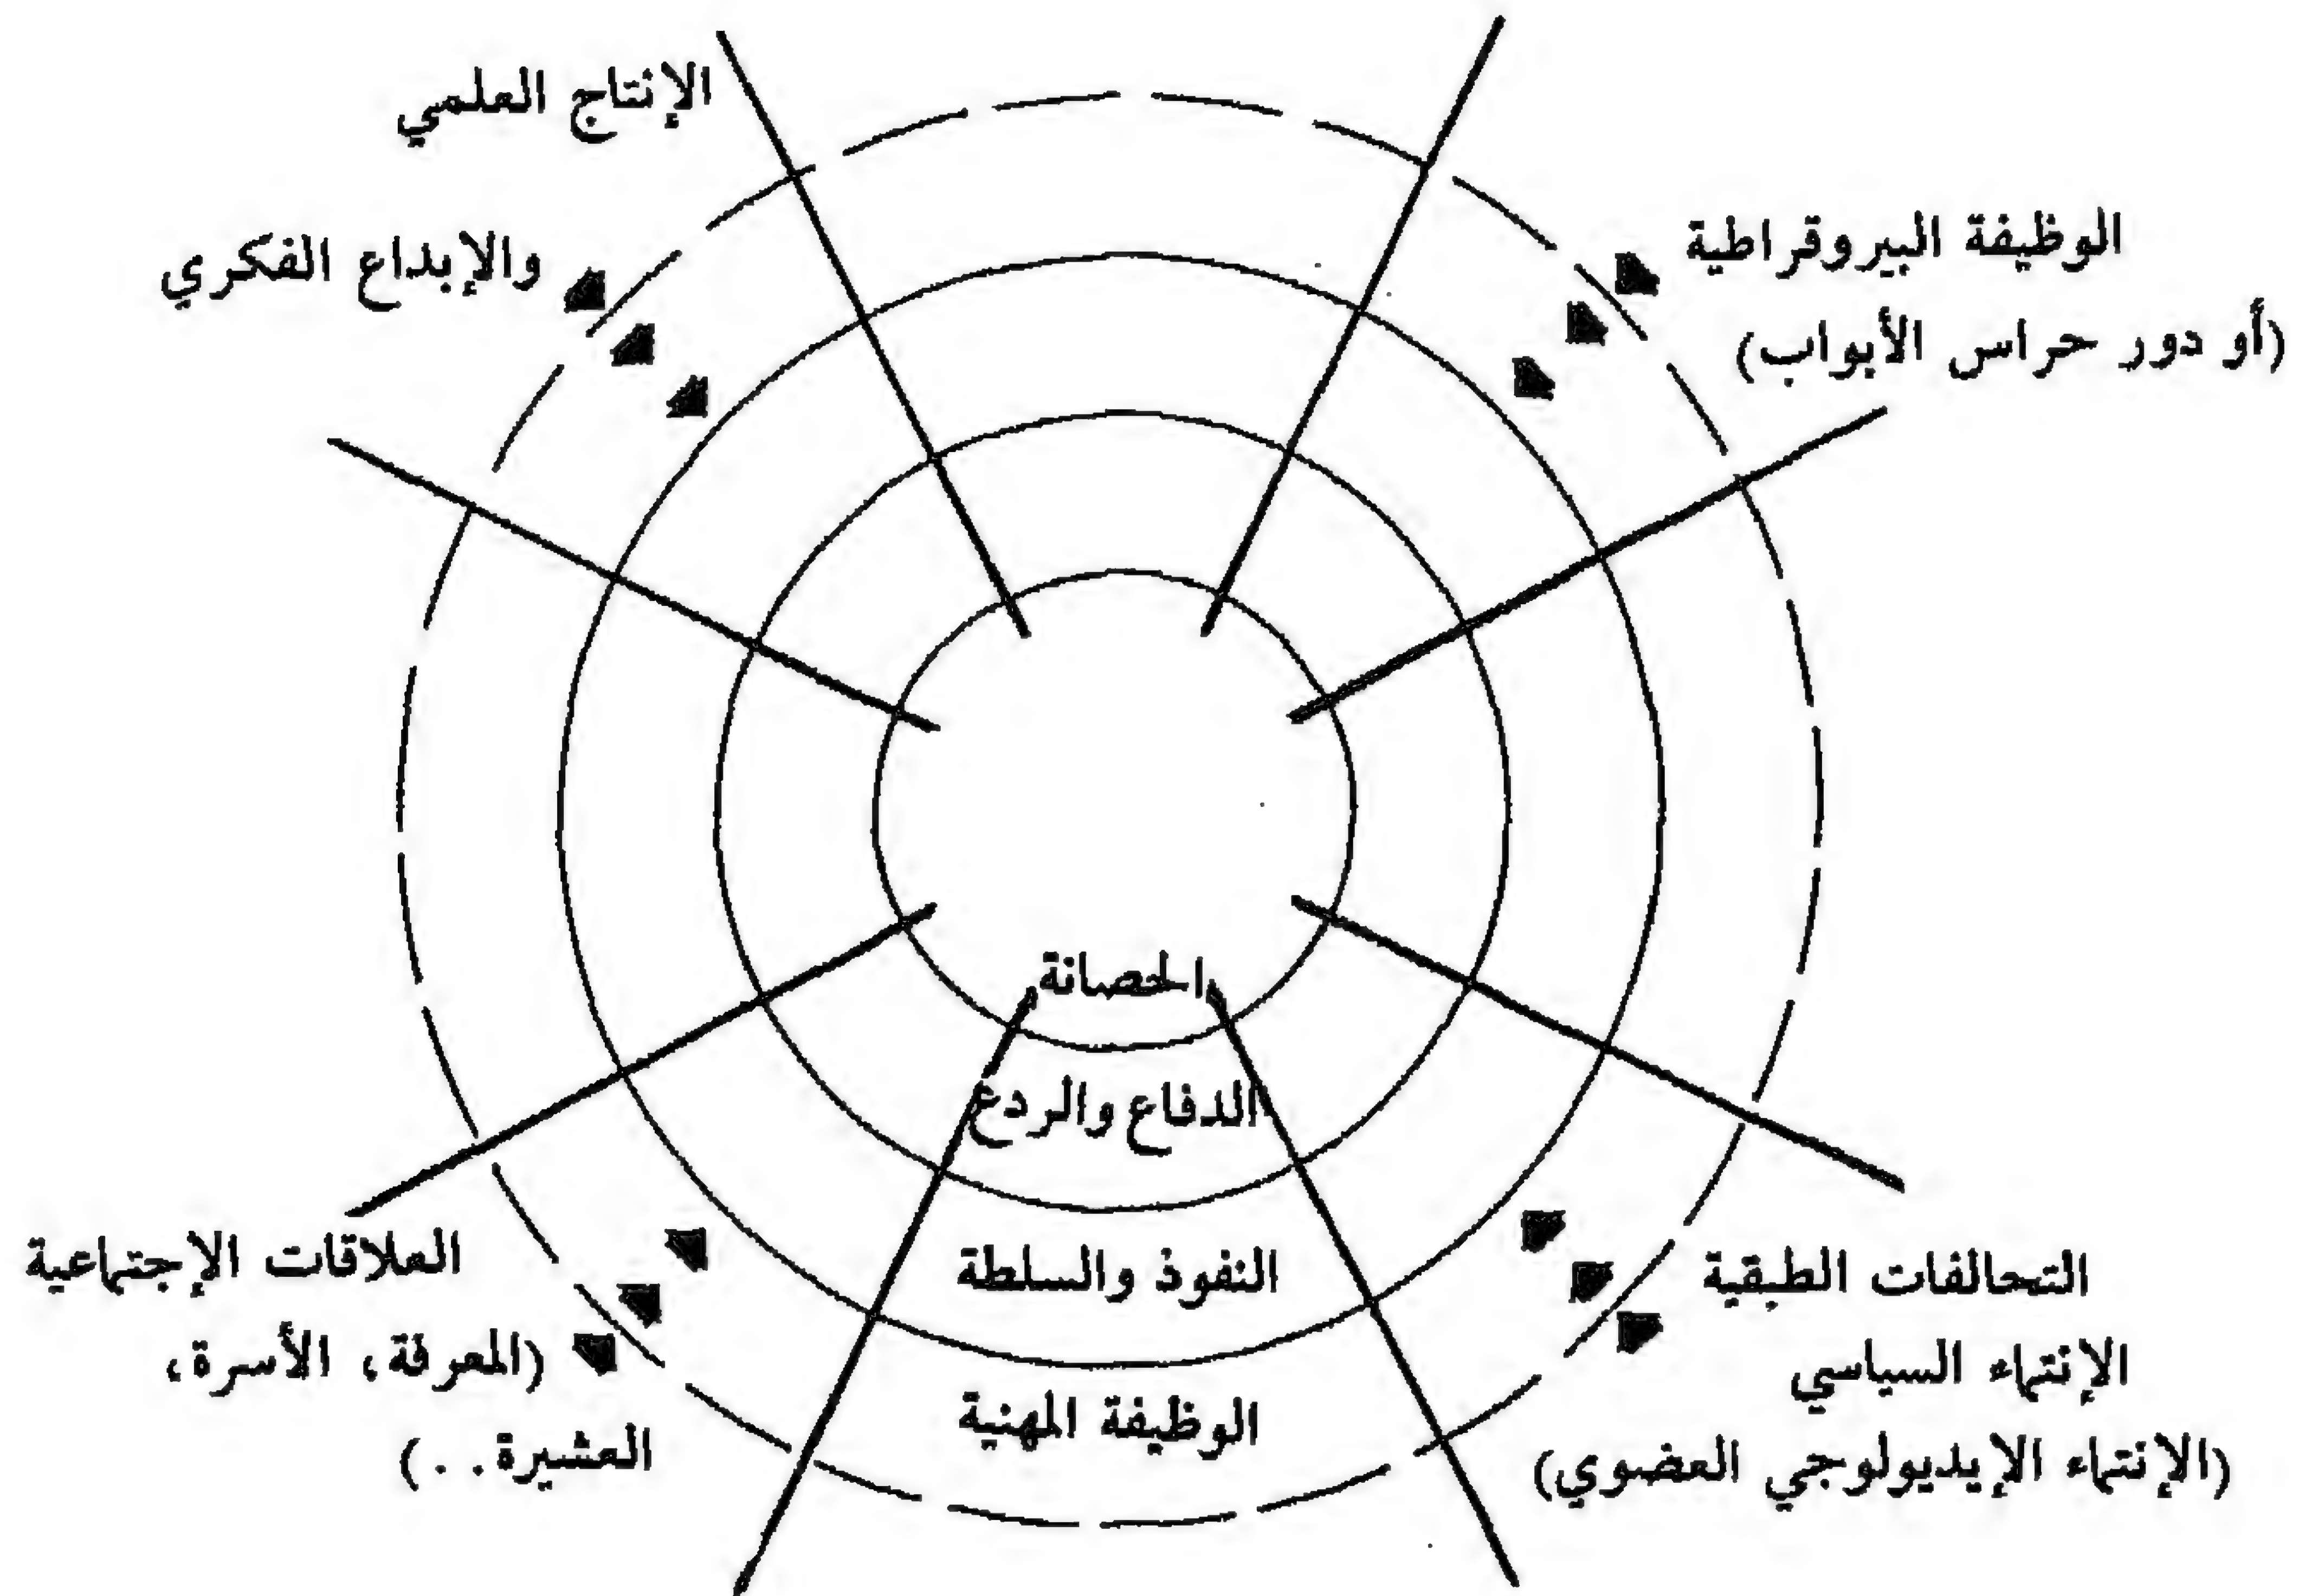 الإنتاج العلمي
والإبداع الفكري
الوظيفة البيروقراطية
(أو دور حراس الأبواب)
الحصانة
الدفاع والردع
النفوذ والسلطة
الوظيفة المهنية
التحالفات الطبقية
الإنتماء السياسي
(الإنتماء الإيديولوجي العضوي)
العلاقات الإجتماعية
(المعرفة، الأسرة،
العشيرة..)